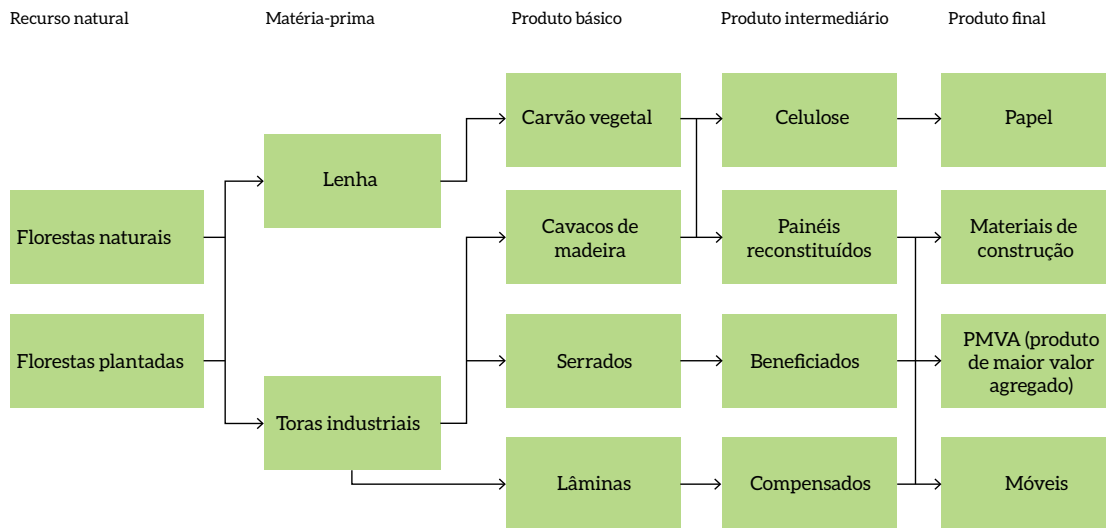 Recurso natural
Matéria-prima
Produto básico
Produto intermediário
Produto final
Carvão vegetal
Celulose
Papel
Lenha
Florestas naturais
Cavacos de
madeira
Painéis
reconstituídos
Materiais de
construção
Florestas plantadas
Serrados
Beneficiados
PMVA (produto
de maior valor
agregado)
Toras industriais
Lâminas
Compensados
Móveis